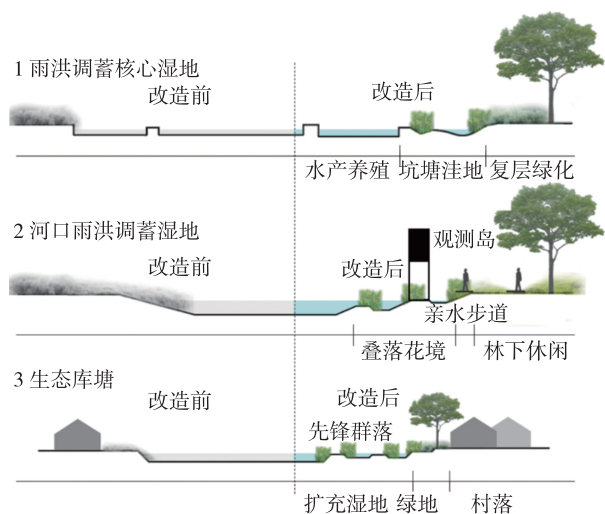 1 雨洪调蓄核心湿地
改造前
改造后
水产养殖 坑塘洼地 复层绿化
2 河口雨洪调蓄湿地
观测岛
改造前
改造后
亲水步道
叠落花境 林下休闲
3 生态库塘
改造前
改造后
先锋群落
扩充湿地 绿地 村落